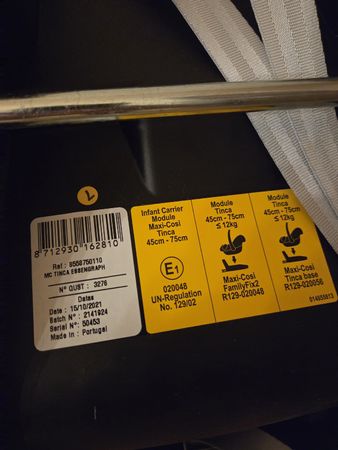 1
8 712930 162810
Ref : 8558750110
MC TINCA ESSENGRAPH
N° OUST : 3276
Datas
Date : 15/10/2021
Batch N° : 2141924
Serial N° : 50453
Made in : Portugal
Infant Carrier
Module
Maxi-Cosi
Tinca
45cm - 75cm
E1
020048
UN-Regulation
No. 129/02
Module
Tinca
45cm - 75cm
≤ 12kg
Maxi-Cosi
FamilyFix2
R129-020048
Module
Tinca
45cm - 75cm
≤ 12kg
Maxi-Cosi
Tinca base
R129-020056